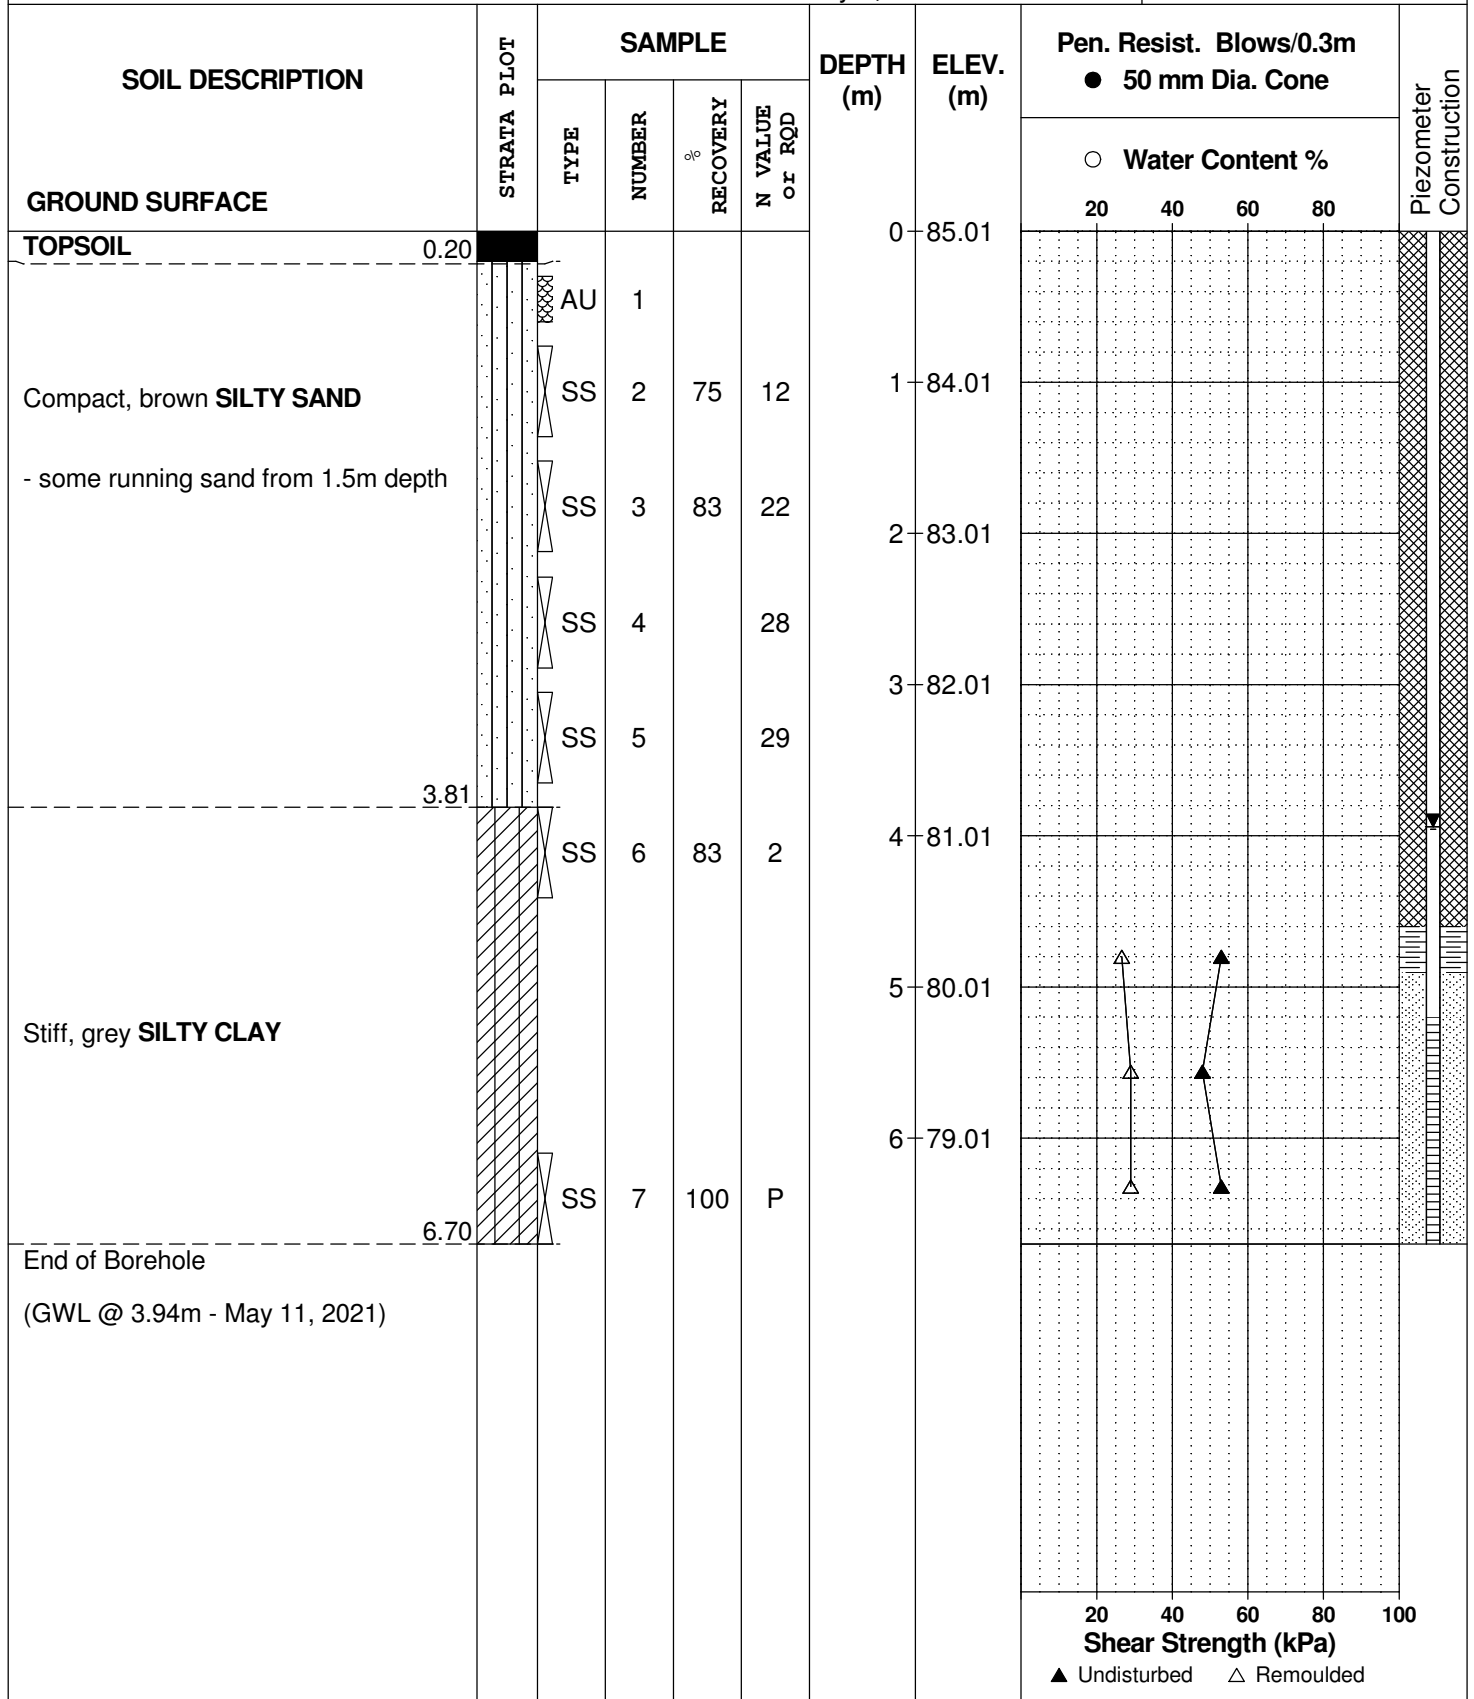 SOIL DESCRIPTION
GROUND SURFACE
STRATA PLOT
SAMPLE
TYPE
NUMBER
% RECOVERY
N VALUE or RQD
DEPTH (m)
ELEV. (m)
Pen. Resist. Blows/0.3m
● 50 mm Dia. Cone
○ Water Content %
20 40 60 80
Piezometer Construction
TOPSOIL 0.20
0 85.01
AU 1
Compact, brown SILTY SAND
SS 2 75 12
1 84.01
- some running sand from 1.5m depth
SS 3 83 22
2 83.01
SS 4 28
3 82.01
SS 5 29
3.81
4 81.01
SS 6 83 2
5 80.01
Stiff, grey SILTY CLAY
6 79.01
SS 7 100 P
6.70
End of Borehole
(GWL @ 3.94m - May 11, 2021)
20 40 60 80 100
Shear Strength (kPa)
▲ Undisturbed △ Remoulded